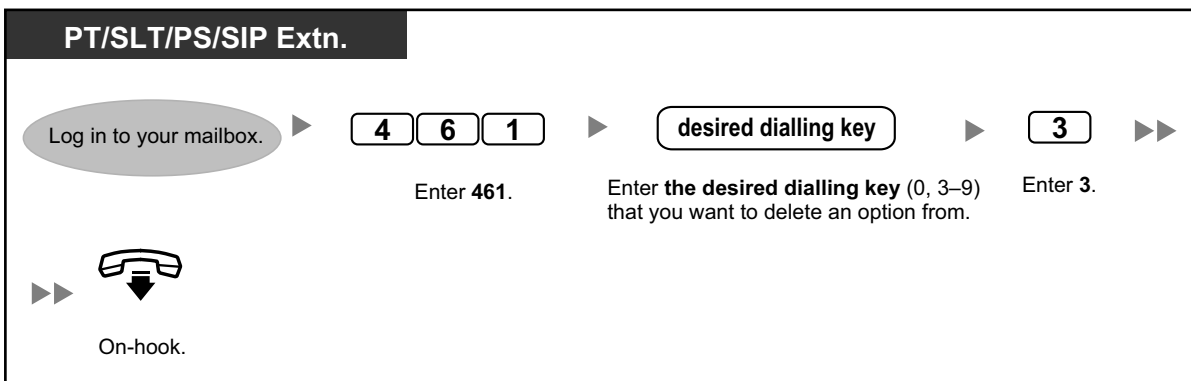 PT/SLT/PS/SIP Extn.
Log in to your mailbox.
4 6 1
desired dialling key
3
Enter 461.
Enter the desired dialling key (0, 3–9)
that you want to delete an option from.
Enter 3.
On-hook.